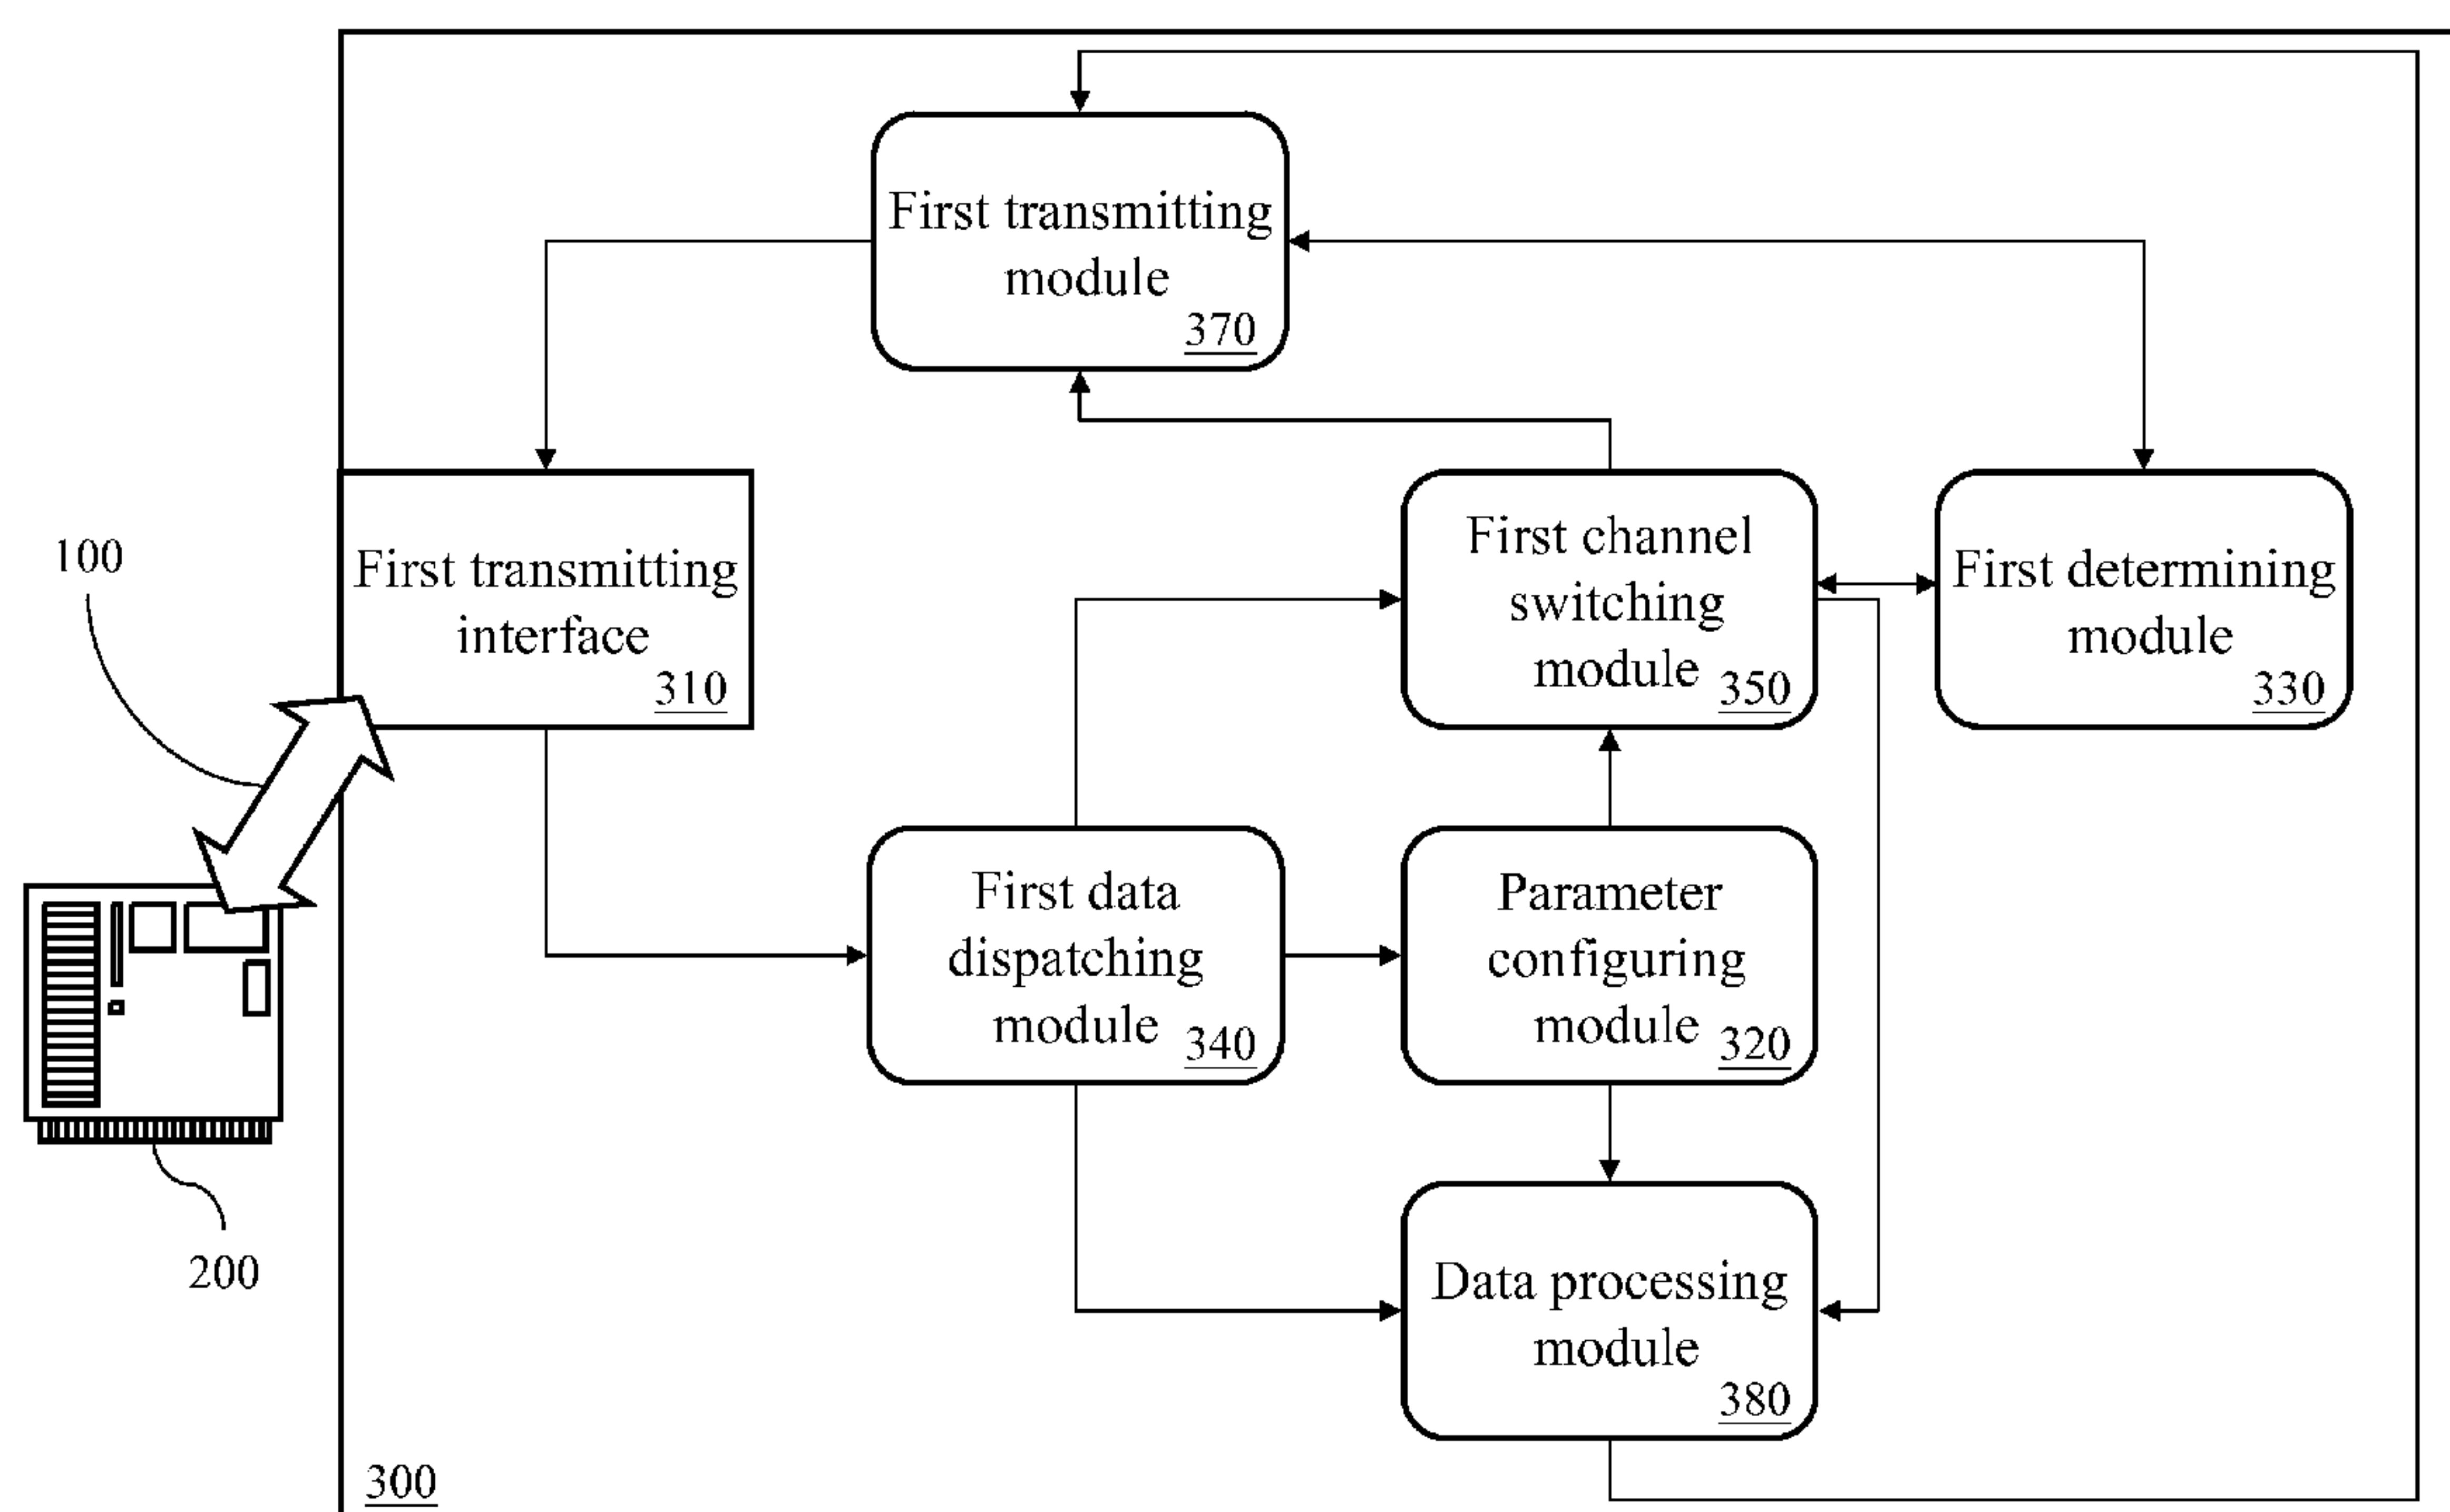 First transmitting
module
370
100
First transmitting
interface
310
First channel
switching
module
350
First determining
module
330
First data
dispatching
module
340
Parameter
configuring
module
320
200
Data processing
module
380
300